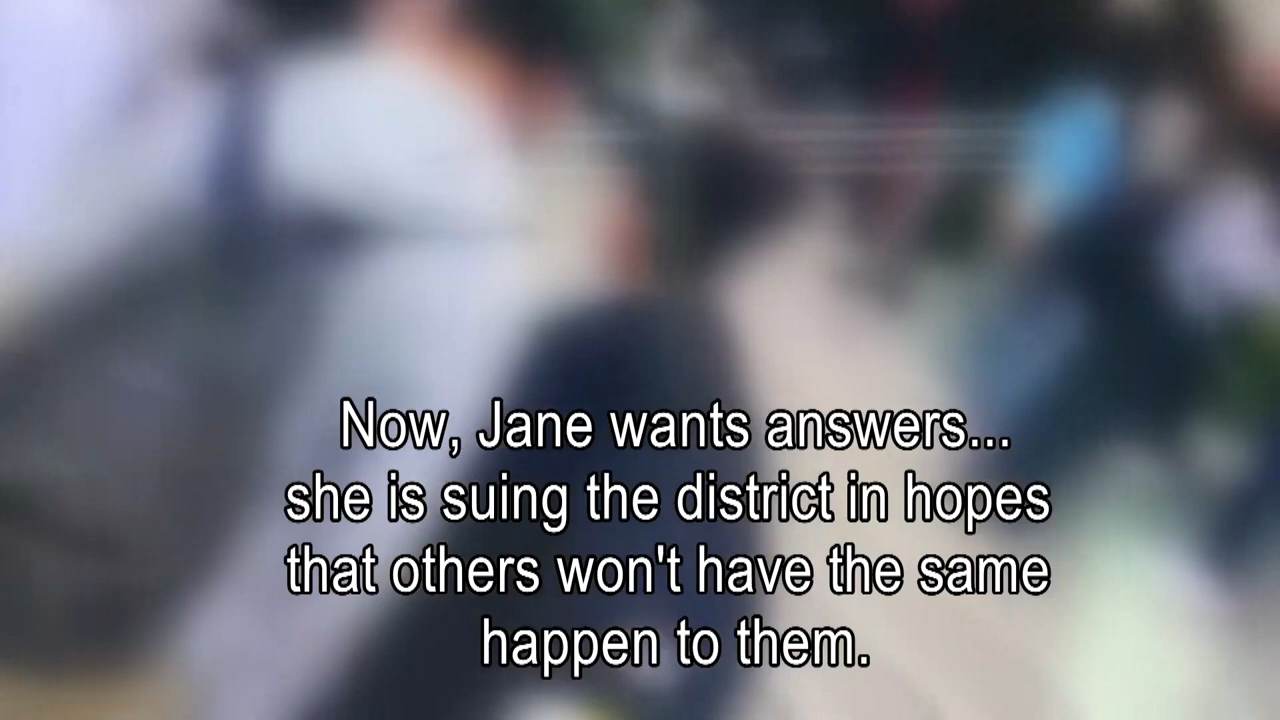 Now, Jane wants answers...
she is suing the district in hopes
that others won't have the same
happen to them.